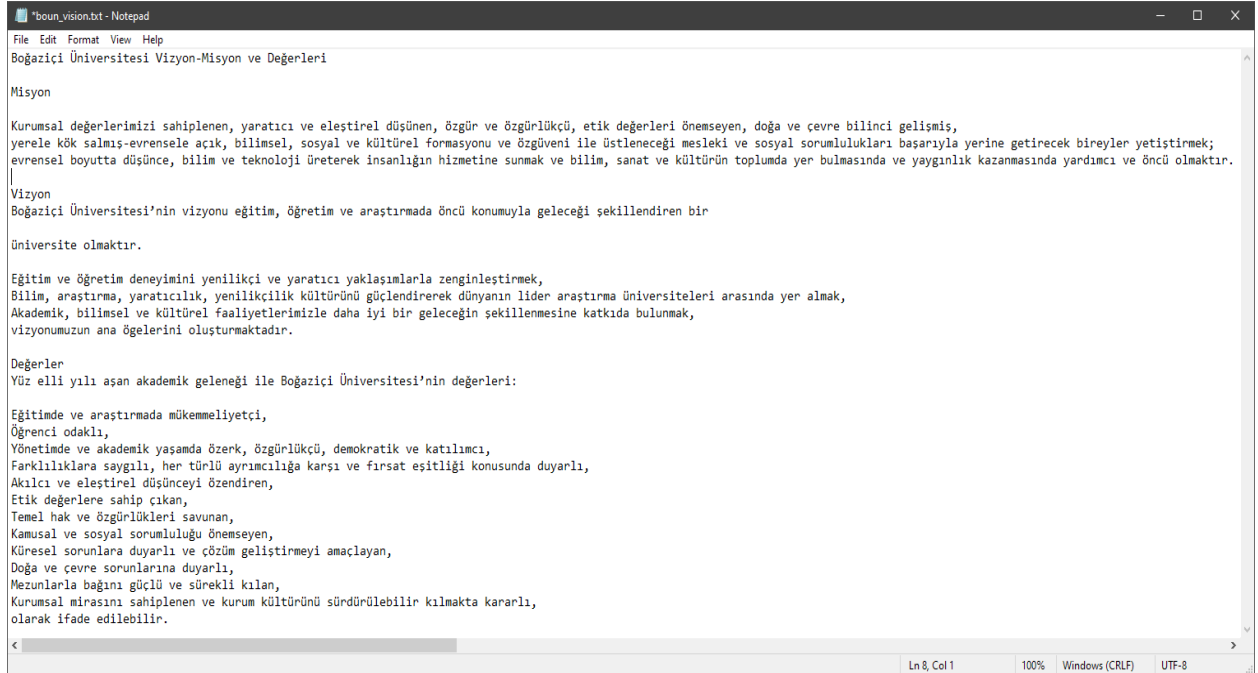 *boun_vision.txt - Notepad
File Edit Format View Help
Boğaziçi Üniversitesi Vizyon-Misyon ve Değerleri
Misyon
Kurumsal değerlerimizi sahiplenen, yaratıcı ve eleştirel düşünen, özgür ve özgürlükçü, etik değerleri önemseyen, doğa ve çevre bilinci gelişmiş,
yerele kök salmış-evrensele açık, bilimsel, sosyal ve kültürel formasyonu ve özgüveni ile üstleneceği mesleki ve sosyal sorumlulukları başarıyla yerine getirecek bireyler yetiştirmek;
evrensel boyutta düşünce, bilim ve teknoloji üreterek insanlığın hizmetine sunmak ve bilim, sanat ve kültürün toplumda yer bulmasında ve yaygınlık kazanmasında yardımcı ve öncü olmaktır.
Vizyon
Boğaziçi Üniversitesi’nin vizyonu eğitim, öğretim ve araştırmada öncü konumuyla geleceği şekillendiren bir
üniversite olmaktır.
Eğitim ve öğretim deneyimini yenilikçi ve yaratıcı yaklaşımlarla zenginleştirmek,
Bilim, araştırma, yaratıcılık, yenilikçilik kültürünü güçlendirerek dünyanın lider araştırma üniversiteleri arasında yer almak,
Akademik, bilimsel ve kültürel faaliyetlerimizle daha iyi bir geleceğin şekillenmesine katkıda bulunmak,
vizyonumuzun ana ögelerini oluşturmaktadır.
Değerler
Yüz elli yılı aşan akademik geleneği ile Boğaziçi Üniversitesi’nin değerleri:
Eğitimde ve araştırmada mükemmeliyetçi,
Öğrenci odaklı,
Yönetimde ve akademik yaşamda özerk, özgürlükçü, demokratik ve katılımcı,
Farklılıklara saygılı, her türlü ayrımcılığa karşı ve fırsat eşitliği konusunda duyarlı,
Akılcı ve eleştirel düşünceyi özendiren,
Etik değerlere sahip çıkan,
Temel hak ve özgürlükleri savunan,
Kamusal ve sosyal sorumluluğu önemseyen,
Küresel sorunlara duyarlı ve çözüm geliştirmeyi amaçlayan,
Doğa ve çevre sorunlarına duyarlı,
Mezunlarla bağını güçlü ve sürekli kılan,
Kurumsal mirasını sahiplenen ve kurum kültürünü sürdürülebilir kılmakta kararlı,
olarak ifade edilebilir.
Ln 8, Col 1 100% Windows (CRLF) UTF-8